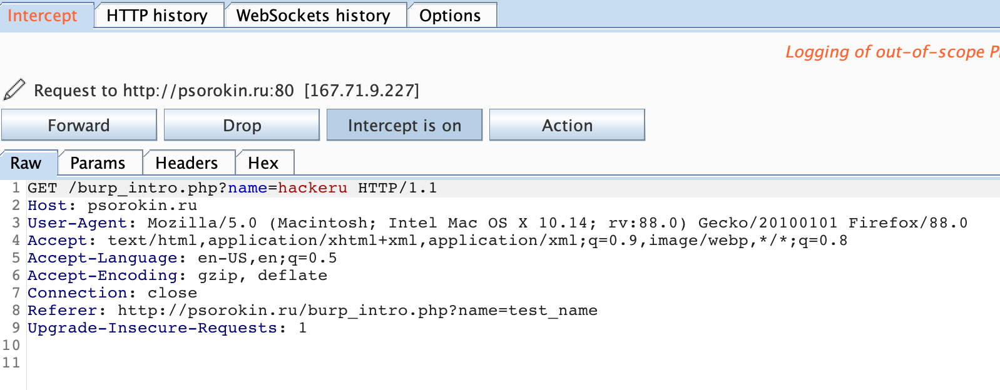 Intercept HTTP history WebSockets history Options
Logging of out-of-scope
Request to http://psorokin.ru:80 [167.71.9.227]
Forward Drop Intercept is on Action
Raw Params Headers Hex
1 GET /burp_intro.php?name=hackeru HTTP/1.1
2 Host: psorokin.ru
3 User-Agent: Mozilla/5.0 (Macintosh; Intel Mac OS X 10.14; rv:88.0) Gecko/20100101 Firefox/88.0
4 Accept: text/html,application/xhtml+xml,application/xml;q=0.9,image/webp,*/*;q=0.8
5 Accept-Language: en-US,en;q=0.5
6 Accept-Encoding: gzip, deflate
7 Connection: close
8 Referer: http://psorokin.ru/burp_intro.php?name=test_name
9 Upgrade-Insecure-Requests: 1
10
11